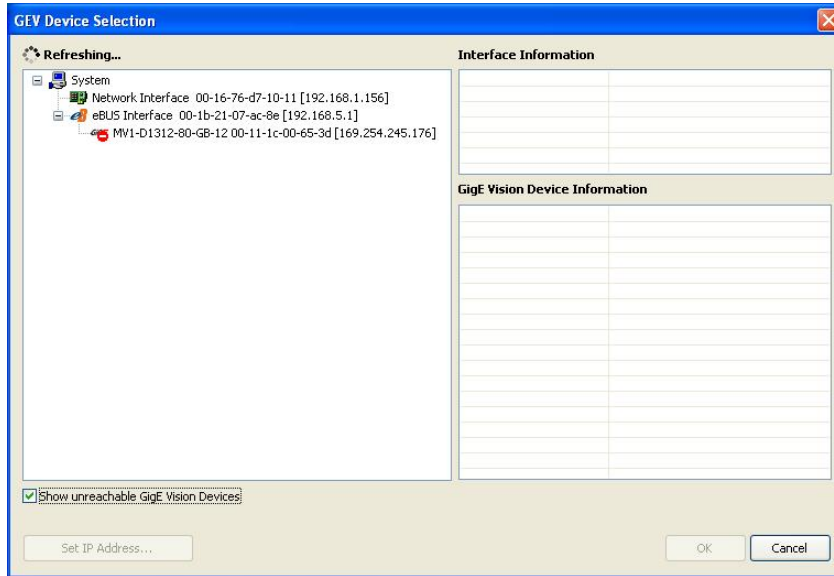 GEV Device Selection
Refreshing...
System
Network Interface 00-16-76-d7-10-11 [192.168.1.156]
eBUS Interface 00-1b-21-07-ac-8e [192.168.5.1]
MV1-D1312-80-GB-12 00-11-1c-00-65-3d [169.254.245.176]
Show unreachable GigE Vision Devices
Set IP Address...
Interface Information
GigE Vision Device Information
OK
Cancel